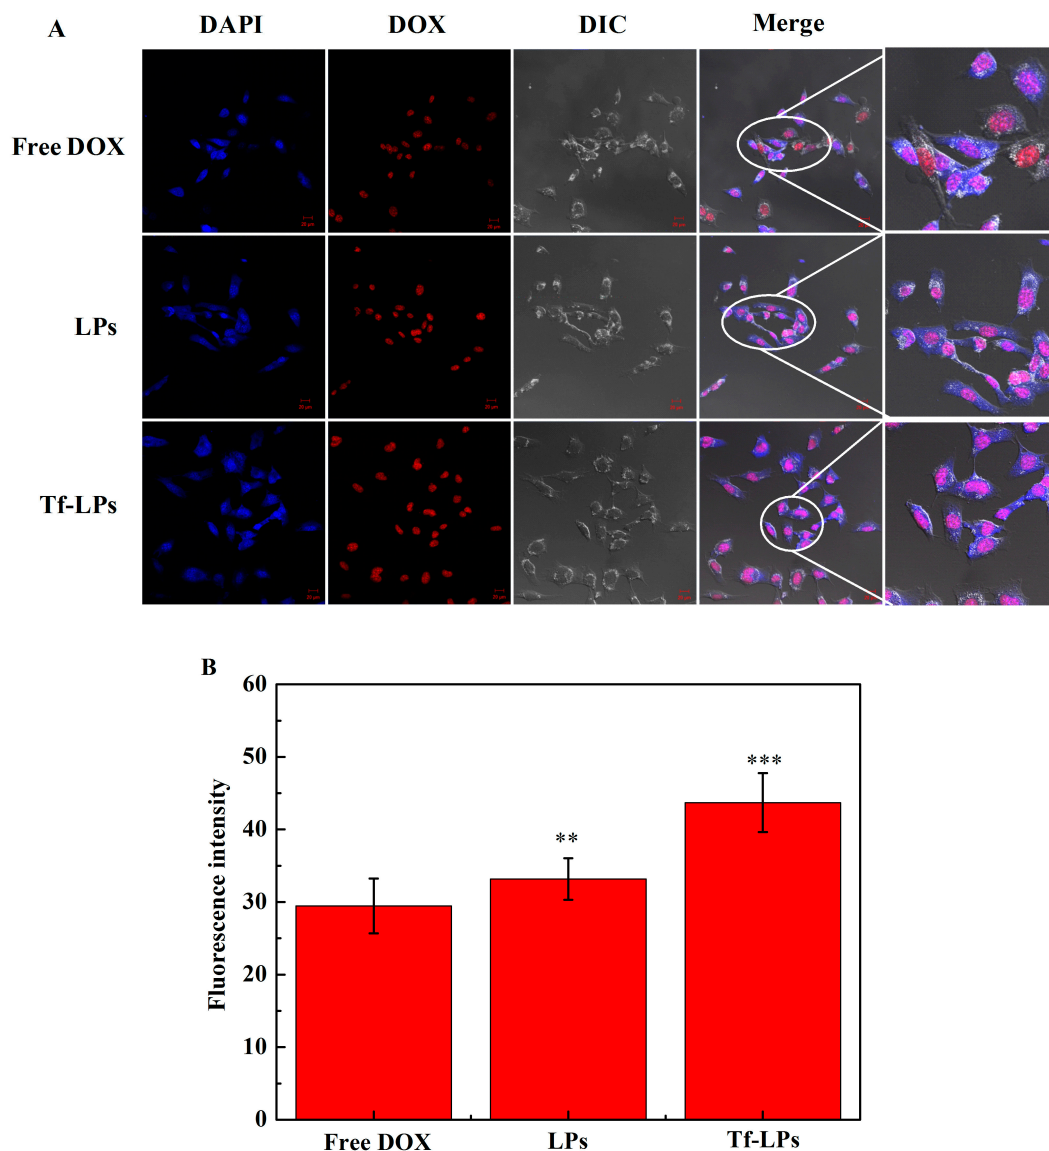 A
DAPI DOX DIC Merge
Free DOX
LPs
Tf-LPs
B
60
50
40
30
20
10
0
Fluorescence intensity
**
***
Free DOX LPs Tf-LPs